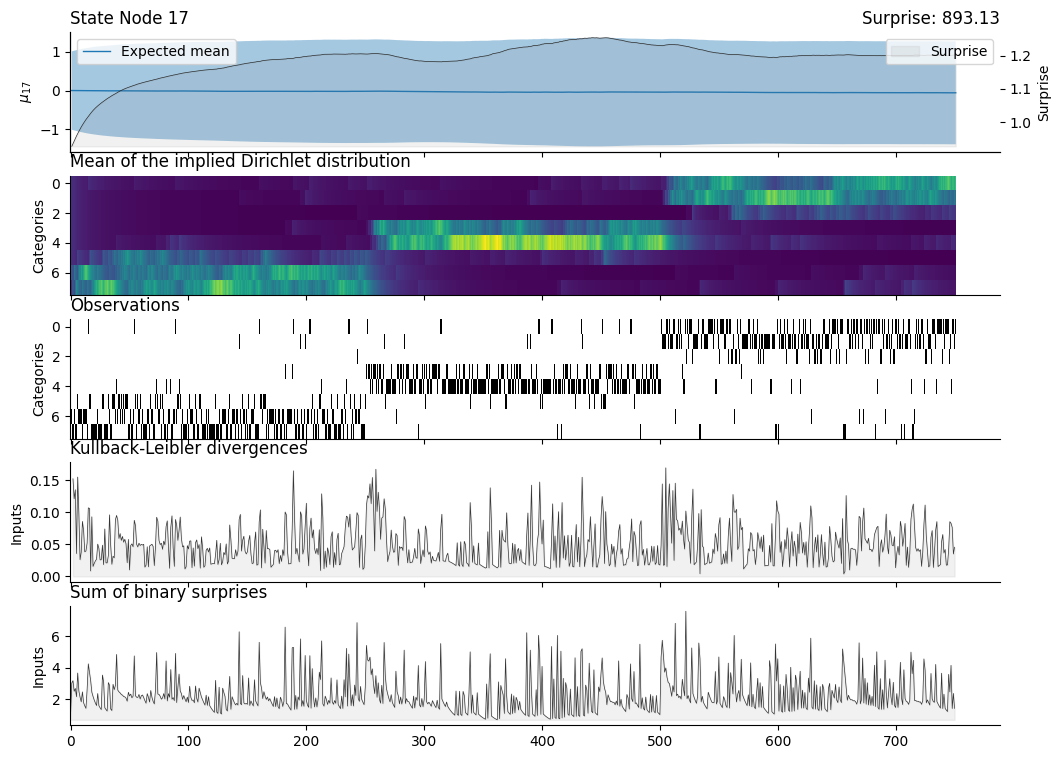 State Node 17 Surprise: 893.13
Expected mean
Surprise
1
0
−1
μ17
1.2
1.1
1.0
Surprise
Mean of the implied Dirichlet distribution
0
2
4
6
Categories
Observations
0
2
4
6
Categories
Kullback-Leibler divergences
0.15
0.10
0.05
0.00
Inputs
Sum of binary surprises
6
4
2
Inputs
0 100 200 300 400 500 600 700